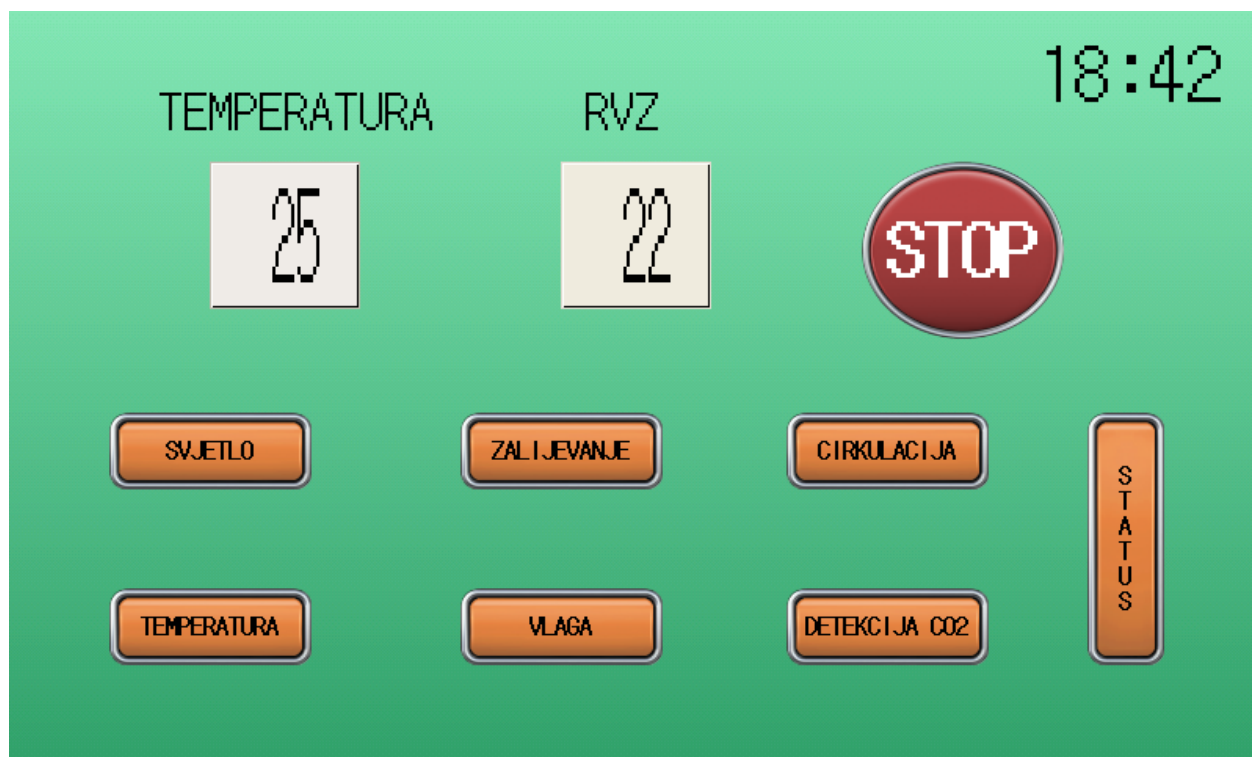 18:42
TEMPERATURA
RVZ
25
22
STOP
SVJETLO
ZALIJEVANJE
CIRKULACIJA
STATUS
TEMPERATURA
VLAGA
DETEKCIJA CO2